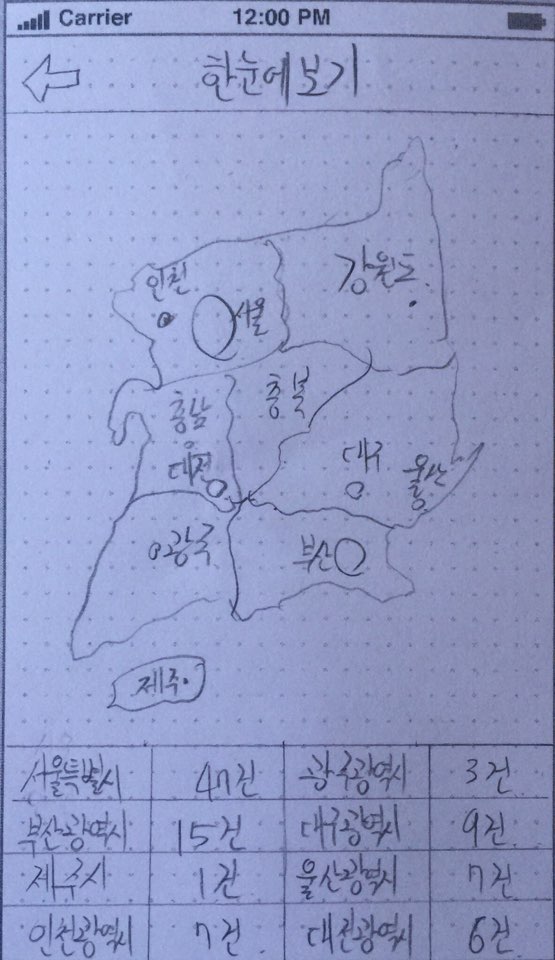 Carrier 12:00 PM
한눈에보기
인천
서울
강원도
충남
충북
대전
대구
울산
광주
부산
제주
서울특별시 47건 광주광역시 3건
부산광역시 15건 대구광역시 9건
제주시 1건 울산광역시 7건
인천광역시 7건 대전광역시 6건